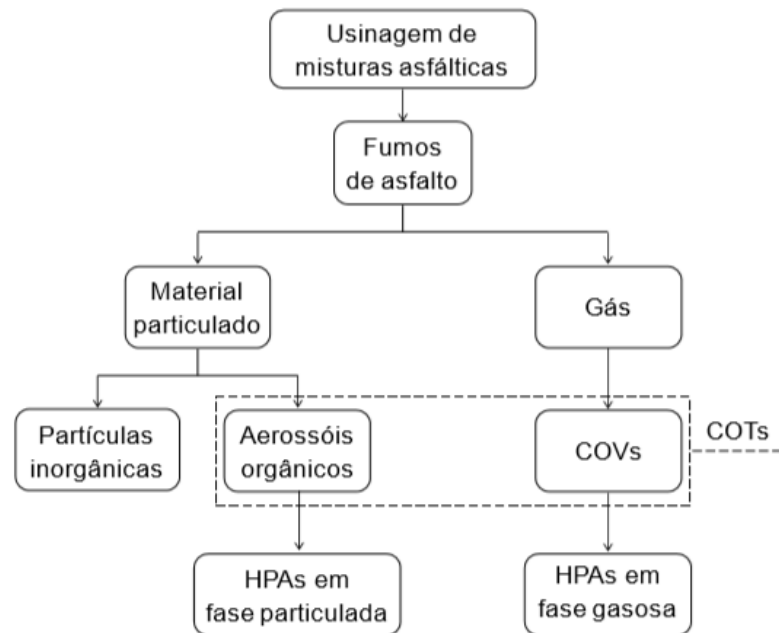 Usinagem de
misturas asfálticas
Fumos
de asfalto
Material
particulado
Gás
Partículas
inorgânicas
Aerossóis
orgânicos
COVs
COTs
HPAs em
fase particulada
HPAs em
fase gasosa